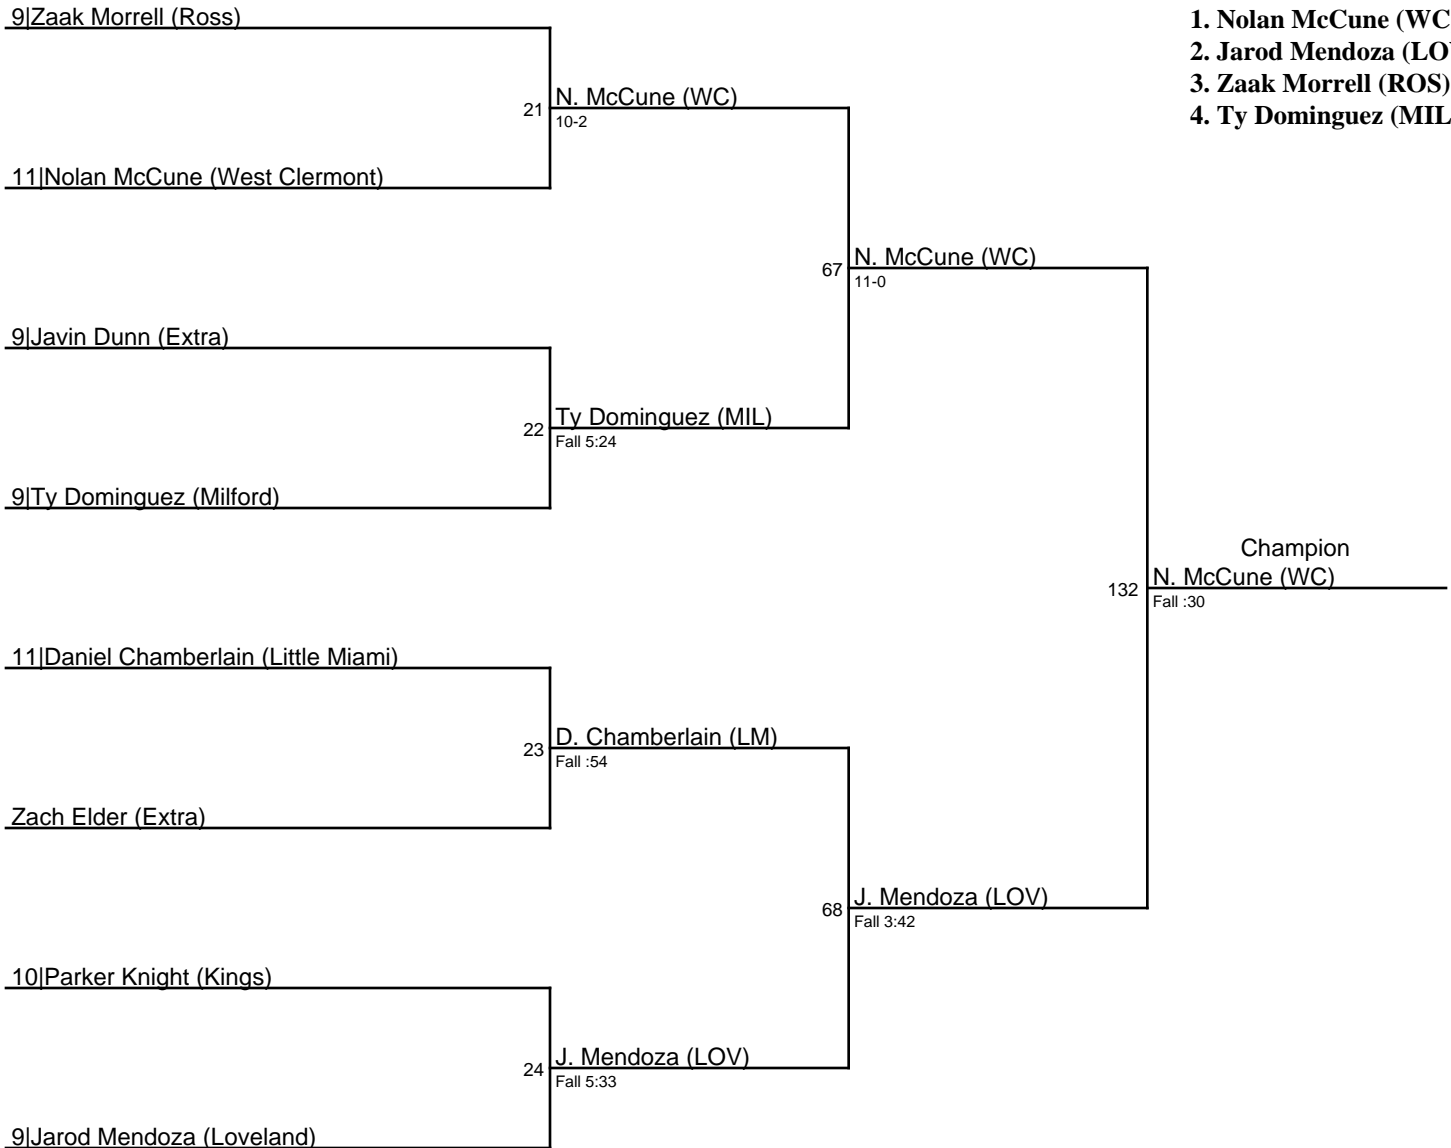 1. Nolan McCune (WC
2. Jarod Mendoza (LOV
3. Zaak Morrell (ROS)
4. Ty Dominguez (MIL
9|Zaak Morrell (Ross)
21 N. McCune (WC)
10-2
11|Nolan McCune (West Clermont)
67 N. McCune (WC)
11-0
9|Javin Dunn (Extra)
22 Ty Dominguez (MIL)
Fall 5:24
9|Ty Dominguez (Milford)
Champion
132 N. McCune (WC)
Fall :30
11|Daniel Chamberlain (Little Miami)
23 D. Chamberlain (LM)
Fall :54
Zach Elder (Extra)
68 J. Mendoza (LOV)
Fall 3:42
10|Parker Knight (Kings)
24 J. Mendoza (LOV)
Fall 5:33
9|Jarod Mendoza (Loveland)